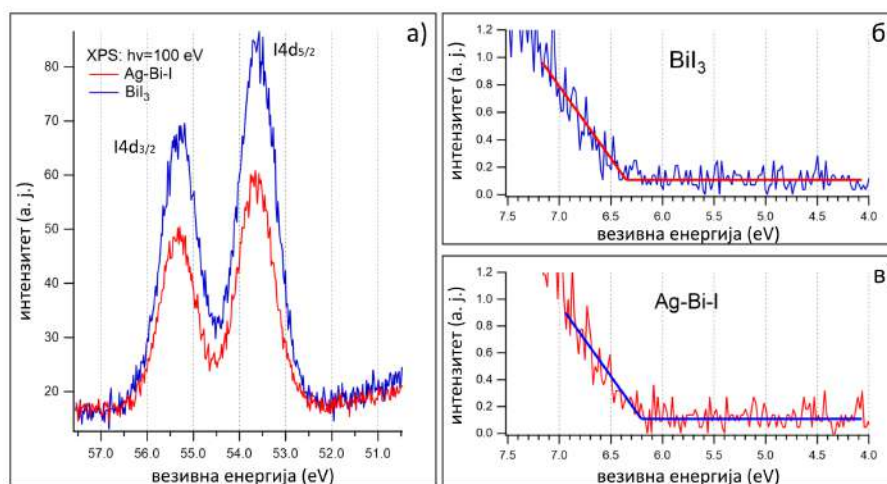 а)
XPS: hν=100 eV
Ag-Bi-I
BiI₃
I4d₅/₂
I4d₃/₂
80
70
60
50
40
30
20
интензитет (a. j.)
57.0 56.0 55.0 54.0 53.0 52.0 51.0
везивна енергија (eV)
б)
BiI₃
1.2
1.0
0.8
0.6
0.4
0.2
0.0
интензитет (a. j.)
7.5 7.0 6.5 6.0 5.5 5.0 4.5 4.0
везивна енергија (eV)
в)
Ag-Bi-I
1.2
1.0
0.8
0.6
0.4
0.2
0.0
интензитет (a. j.)
7.5 7.0 6.5 6.0 5.5 5.0 4.5 4.0
везивна енергија (eV)